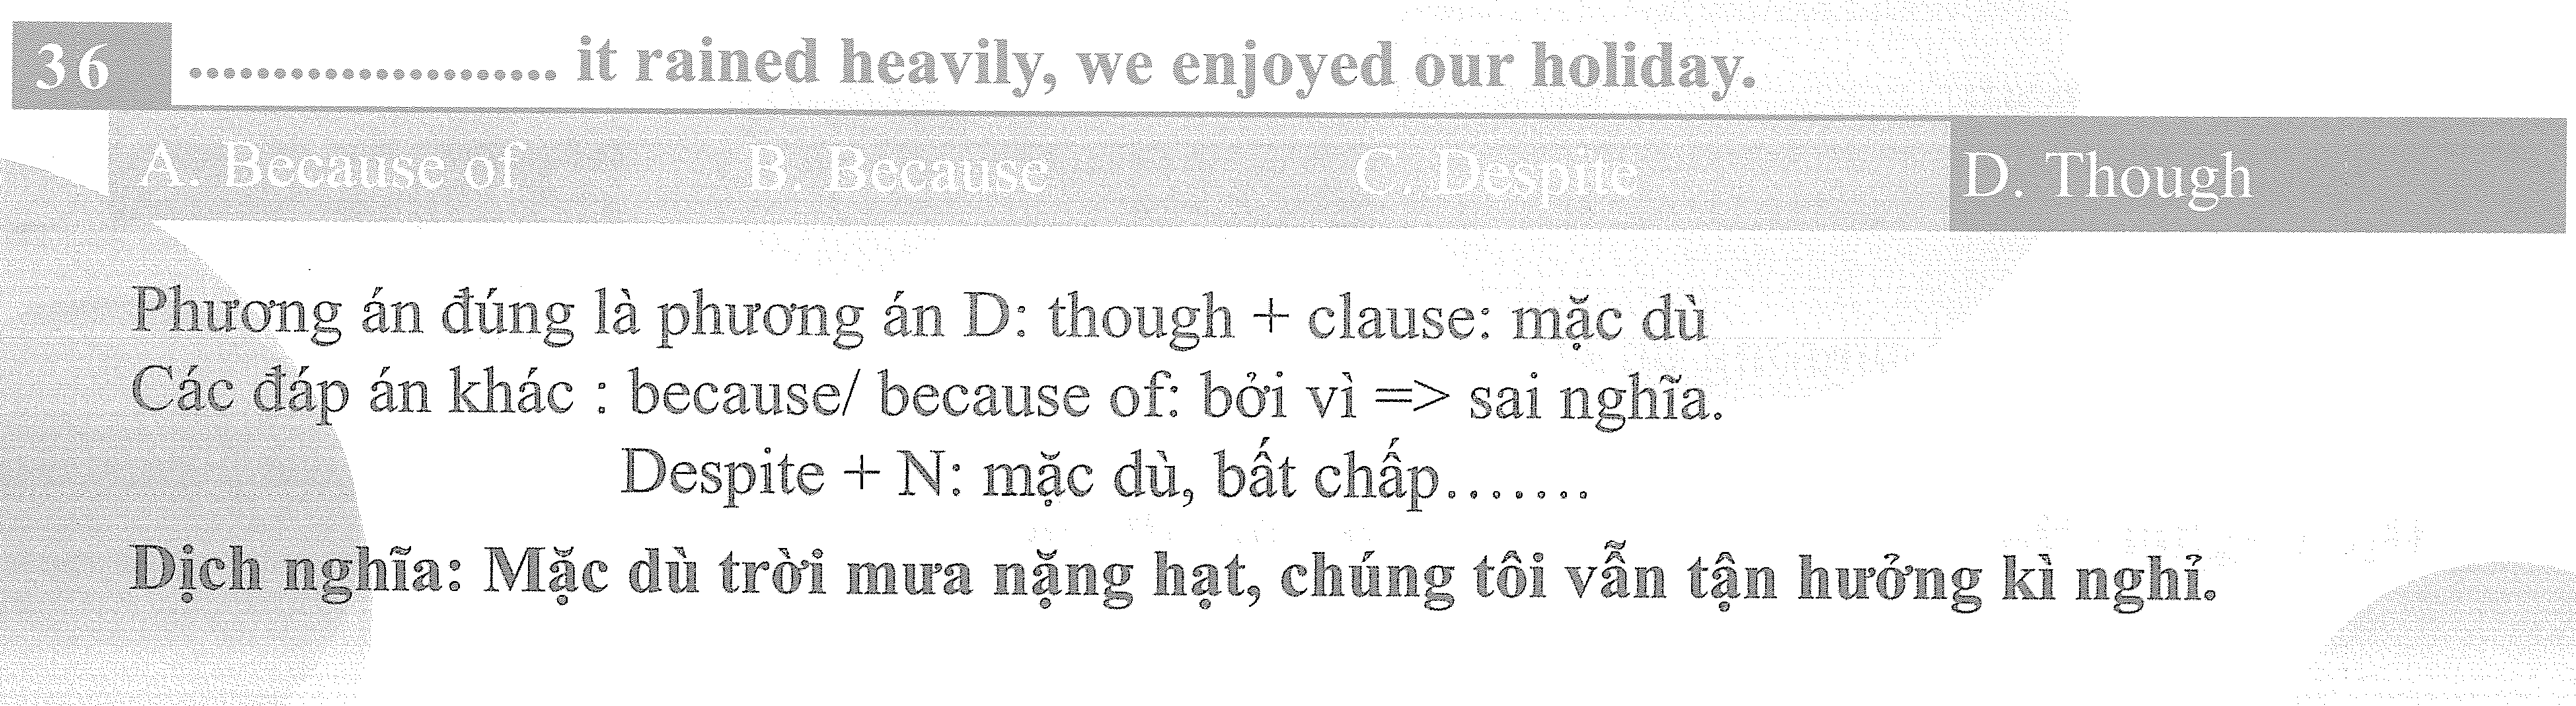 36 ...................... it rained heavily, we enjoyed our holiday.
A. Because of B. Because C. Despite D. Though
Phương án đúng là phương án D: though + clause: mặc dù
Các đáp án khác : because/ because of: bởi vì => sai nghĩa.
Despite + N: mặc dù, bất chấp.......
Dịch nghĩa: Mặc dù trời mưa nặng hạt, chúng tôi vẫn tận hưởng kì nghỉ.